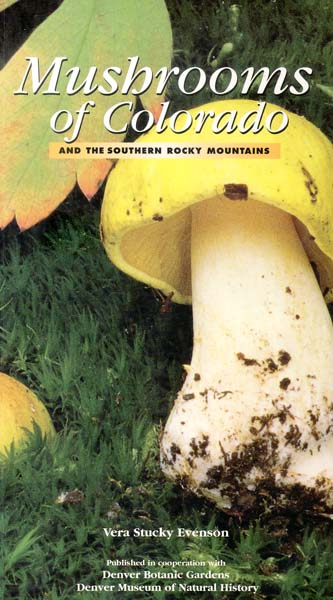 Mushrooms
of Colorado
AND THE SOUTHERN ROCKY MOUNTAINS
Vera Stucky Evenson
Published in cooperation with
Denver Botanic Gardens
Denver Museum of Natural History